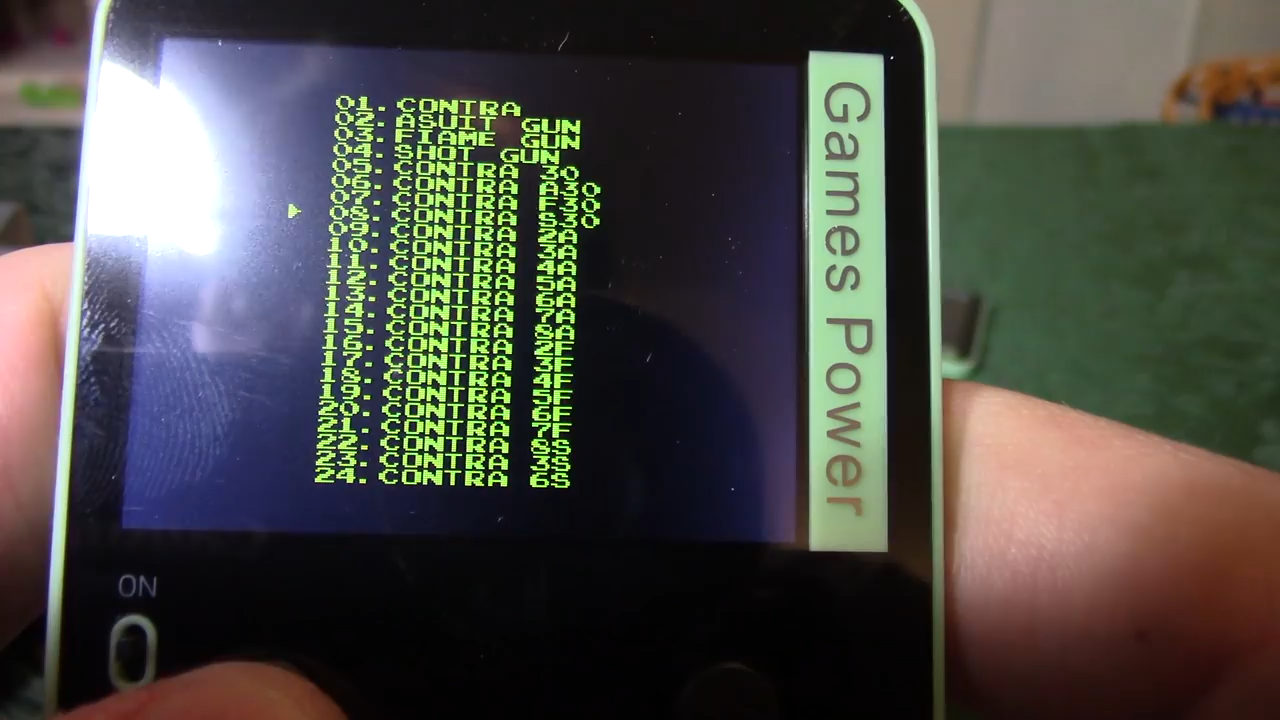 01. CONTRA
02. ASUIT GUN
03. FIAME GUN
04. SHOT GUN
05. CONTRA 30
06. CONTRA A30
07. CONTRA F30
08. CONTRA S30
09. CONTRA 2A
10. CONTRA 3A
11. CONTRA 4A
12. CONTRA 5A
13. CONTRA 6A
14. CONTRA 7A
15. CONTRA 8A
16. CONTRA 2F
17. CONTRA 3F
18. CONTRA 4F
19. CONTRA 5F
20. CONTRA 6F
21. CONTRA 7F
22. CONTRA 8S
23. CONTRA 3S
24. CONTRA 6S
Games Power
ON